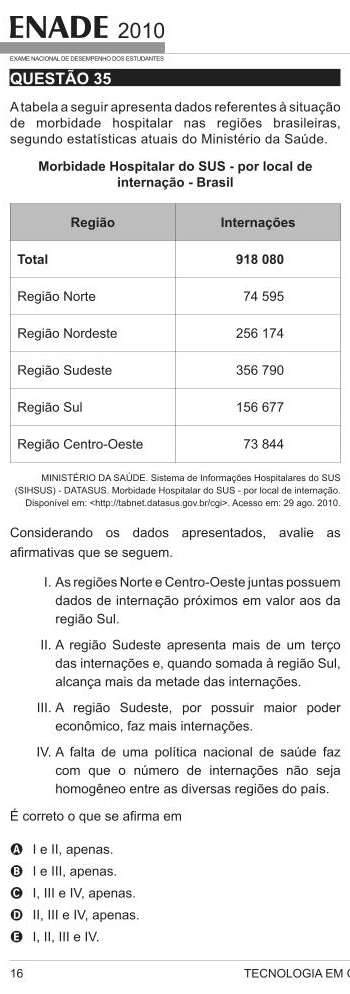 ENADE 2010
EXAME NACIONAL DE DESEMPENHO DOS ESTUDANTES
QUESTÃO 35
A tabela a seguir apresenta dados referentes à situação
de morbidade hospitalar nas regiões brasileiras,
segundo estatísticas atuais do Ministério da Saúde.
Morbidade Hospitalar do SUS - por local de
internação - Brasil
Região Internações
Total 918 080
Região Norte 74 595
Região Nordeste 256 174
Região Sudeste 356 790
Região Sul 156 677
Região Centro-Oeste 73 844
MINISTÉRIO DA SAÚDE. Sistema de Informações Hospitalares do SUS
(SIHSUS) - DATASUS. Morbidade Hospitalar do SUS - por local de internação.
Disponível em: <http://tabnet.datasus.gov.br/cgi>. Acesso em: 29 ago. 2010.
Considerando os dados apresentados, avalie as
afirmativas que se seguem.
I. As regiões Norte e Centro-Oeste juntas possuem
dados de internação próximos em valor aos da
região Sul.
II. A região Sudeste apresenta mais de um terço
das internações e, quando somada à região Sul,
alcança mais da metade das internações.
III. A região Sudeste, por possuir maior poder
econômico, faz mais internações.
IV. A falta de uma política nacional de saúde faz
com que o número de internações não seja
homogêneo entre as diversas regiões do país.
É correto o que se afirma em
A I e II, apenas.
B I e III, apenas.
C I, III e IV, apenas.
D II, III e IV, apenas.
E I, II, III e IV.
16 TECNOLOGIA EM